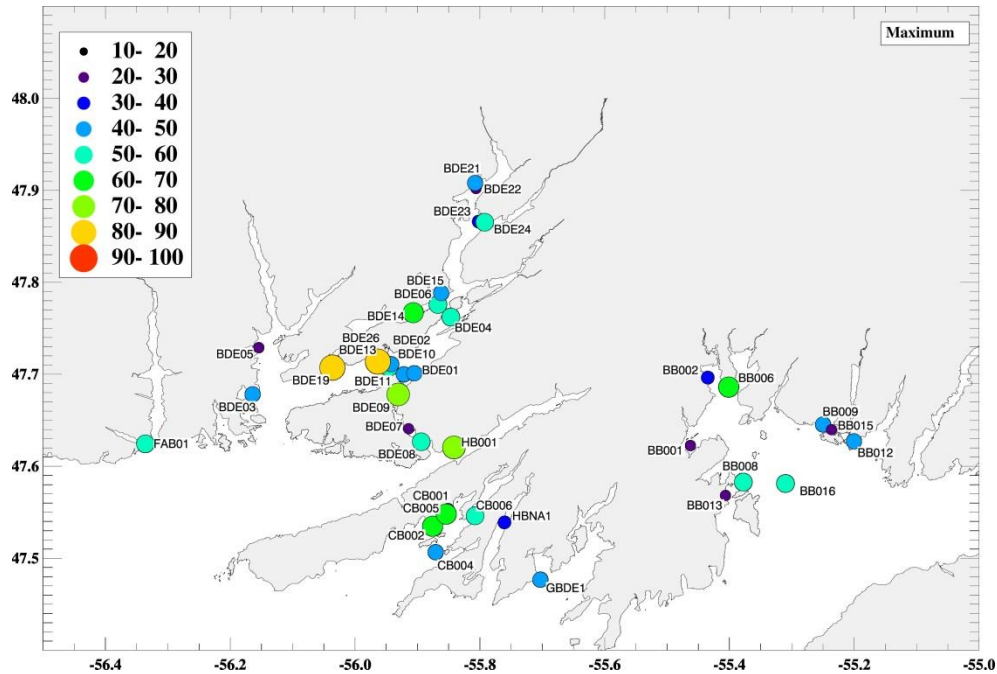 Maximum
10- 20
20- 30
30- 40
40- 50
50- 60
60- 70
70- 80
80- 90
90- 100
48.0
47.9
47.8
47.7
47.6
47.5
BDE21
BDE22
BDE23
BDE24
BDE15
BDE06
BDE14
BDE04
BDE26
BDE02
BDE13
BDE10
BDE05
BDE19
BDE11
BDE01
BDE03
BDE09
BDE07
FAB01
BDE08
HB001
BB002
BB006
BB009
BB015
BB001
BB012
BB008
BB016
BB013
CB001
CB005
CB006
HBNA1
CB002
CB004
GBDE1
-56.4
-56.2
-56.0
-55.8
-55.6
-55.4
-55.2
-55.0